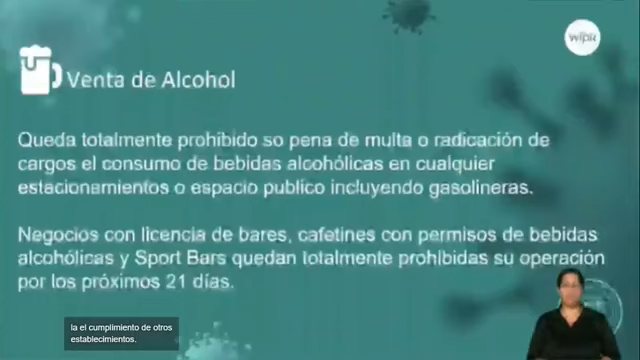 wipr
Venta de Alcohol
Queda totalmente prohibido so pena de multa o radicación de
cargos el consumo de bebidas alcohólicas en cualquier
estacionamientos o espacio publico incluyendo gasolineras.
Negocios con licencia de bares, cafetines con permisos de bebidas
alcohólicas y Sport Bars quedan totalmente prohibidas su operación
por los próximos 21 días.
la el cumplimiento de otros
establecimientos.